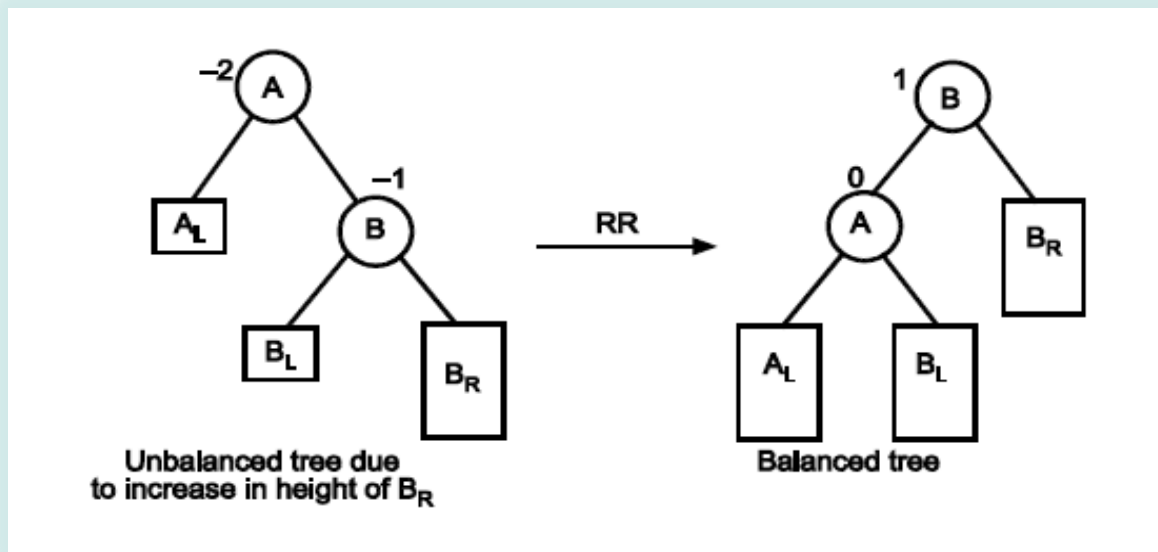 –2
A
–1
A_L
B
B_L
B_R
Unbalanced tree due
to increase in height of B_R
RR
1
B
0
A
B_R
A_L
B_L
Balanced tree